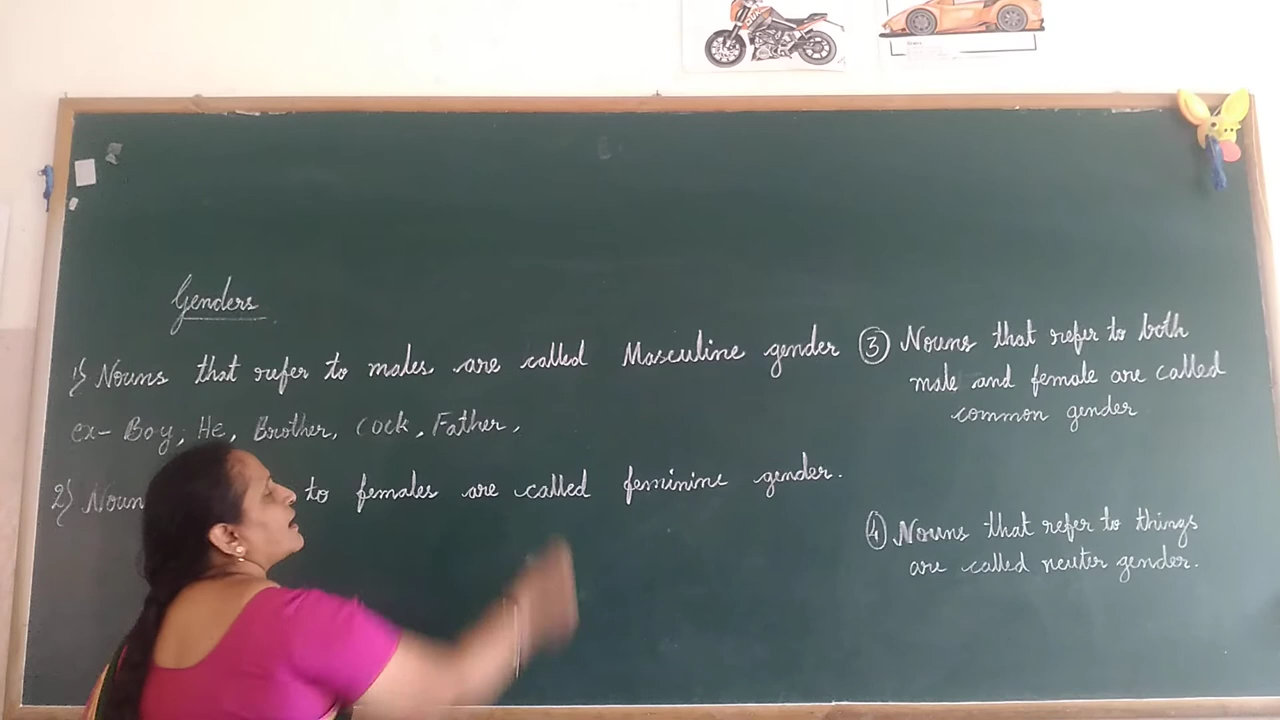 Genders
1) Nouns that refer to males are called Masculine gender
ex- Boy, He, Brother, Cock, Father,
2) Noun to females are called feminine gender.
③ Nouns that refer to both
male and female are called
common gender
④ Nouns that refer to things
are called neuter gender.